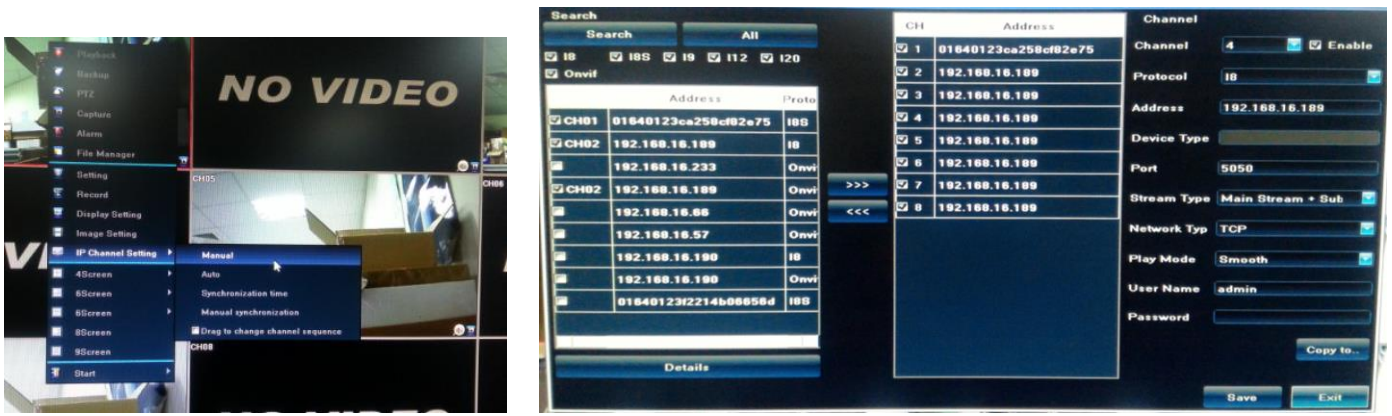 Playback
Backup
PTZ
Capture
Alarm
File Manager
Setting
Record
Display Setting
Image Setting
IP Channel Setting
4Screen
6Screen
6Screen
8Screen
9Screen
Start
Manual
Auto
Synchronization time
Manual synchronization
Drag to change channel sequence
NO VIDEO
CH05
CH06
CH08
VI
NO VIDEO
Search
Search All
I8 I8S I9 I12 I20
Onvif
Address Proto
CH01 01640123ca258cf82e75 I8S
CH02 192.168.16.189 I8
192.168.16.233 Onvi
CH02 192.168.16.189 Onvi
192.168.16.66 Onvi
192.168.16.57 Onvi
192.168.16.190 I8
192.168.16.190 Onvi
01640123f2214b06656d I8S
Details
>>>
<<<
CH Address
1 01640123ca258cf82e75
2 192.168.16.189
3 192.168.16.189
4 192.168.16.189
5 192.168.16.189
6 192.168.16.189
7 192.168.16.189
8 192.168.16.189
Channel
Channel 4 Enable
Protocol I8
Address 192.168.16.189
Device Type
Port 5050
Stream Type Main Stream + Sub
Network Typ TCP
Play Mode Smooth
User Name admin
Password
Copy to..
Save Exit